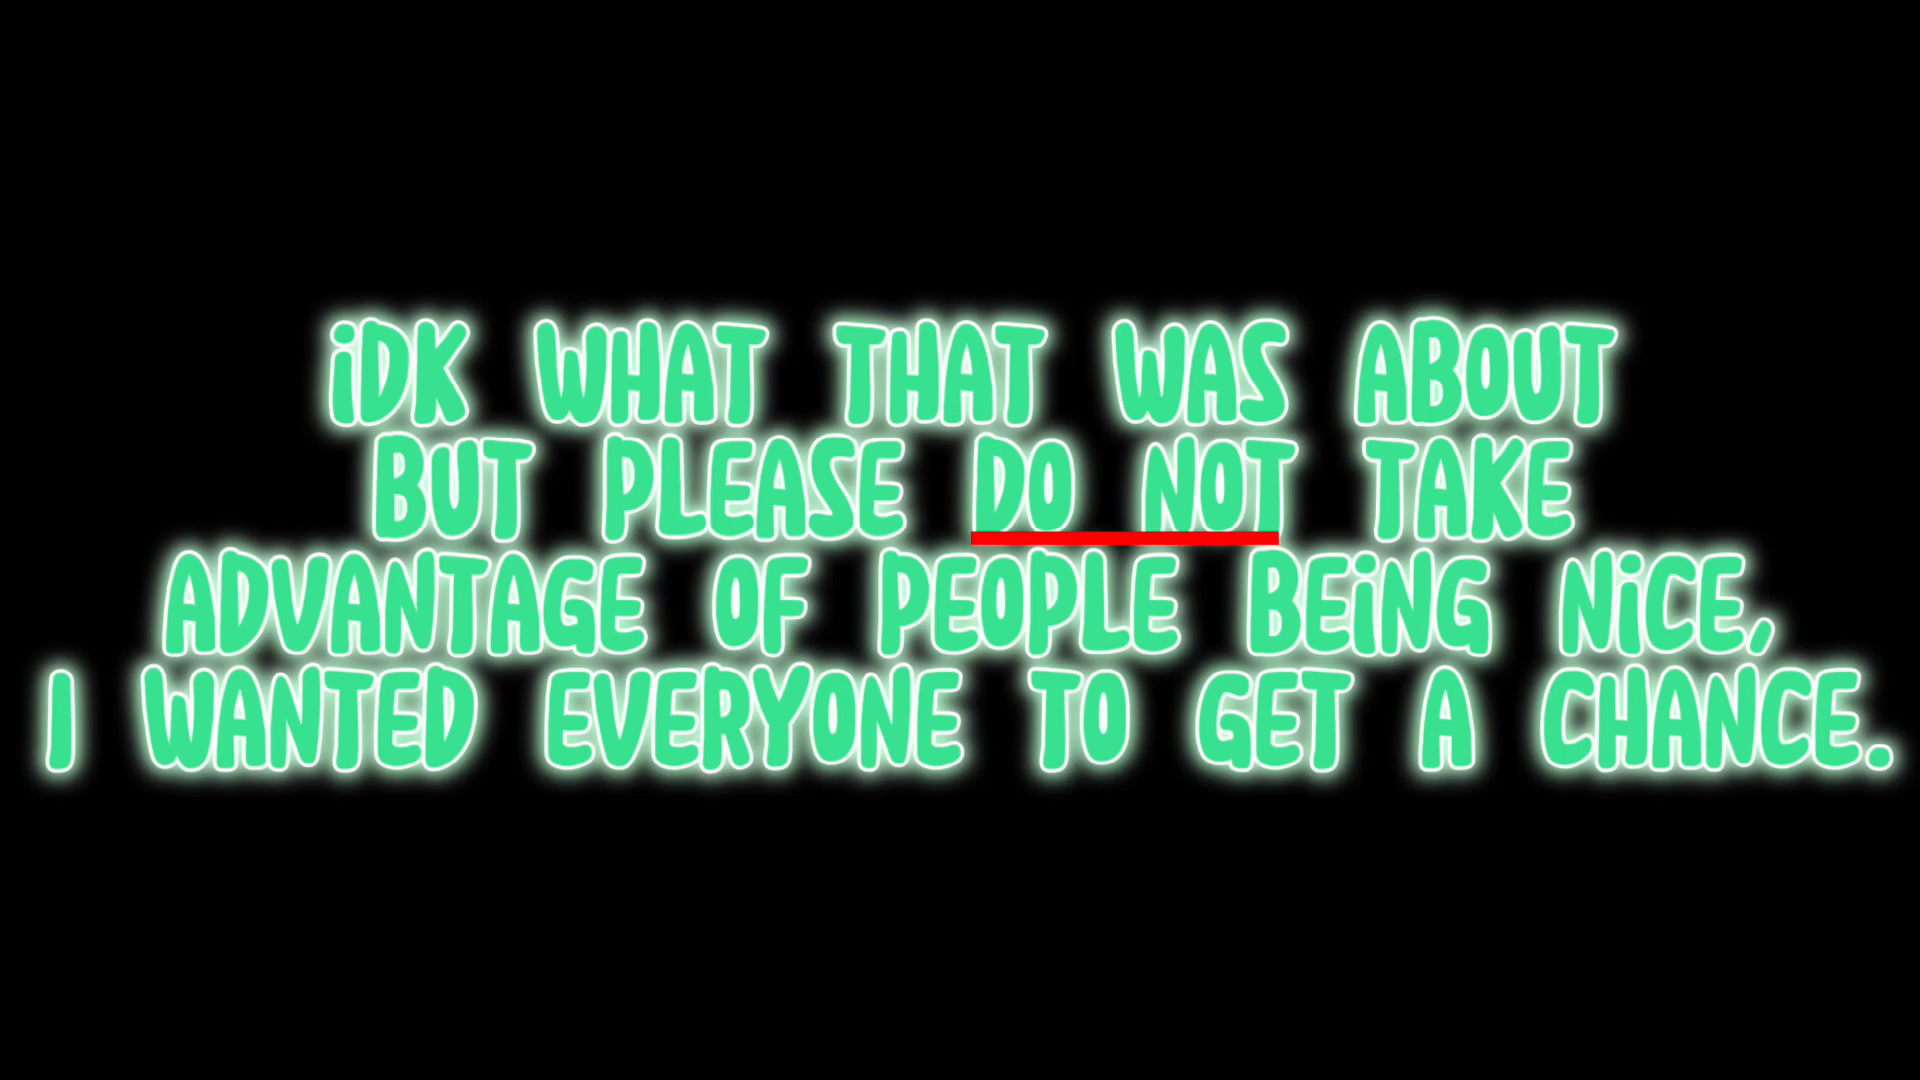 iDK WHAT THAT WAS ABOUT
BUT PLEASE DO NOT TAKE
ADVANTAGE OF PEOPLE BEiNG NiCE,
I WANTED EVERYONE TO GET A CHANCE.